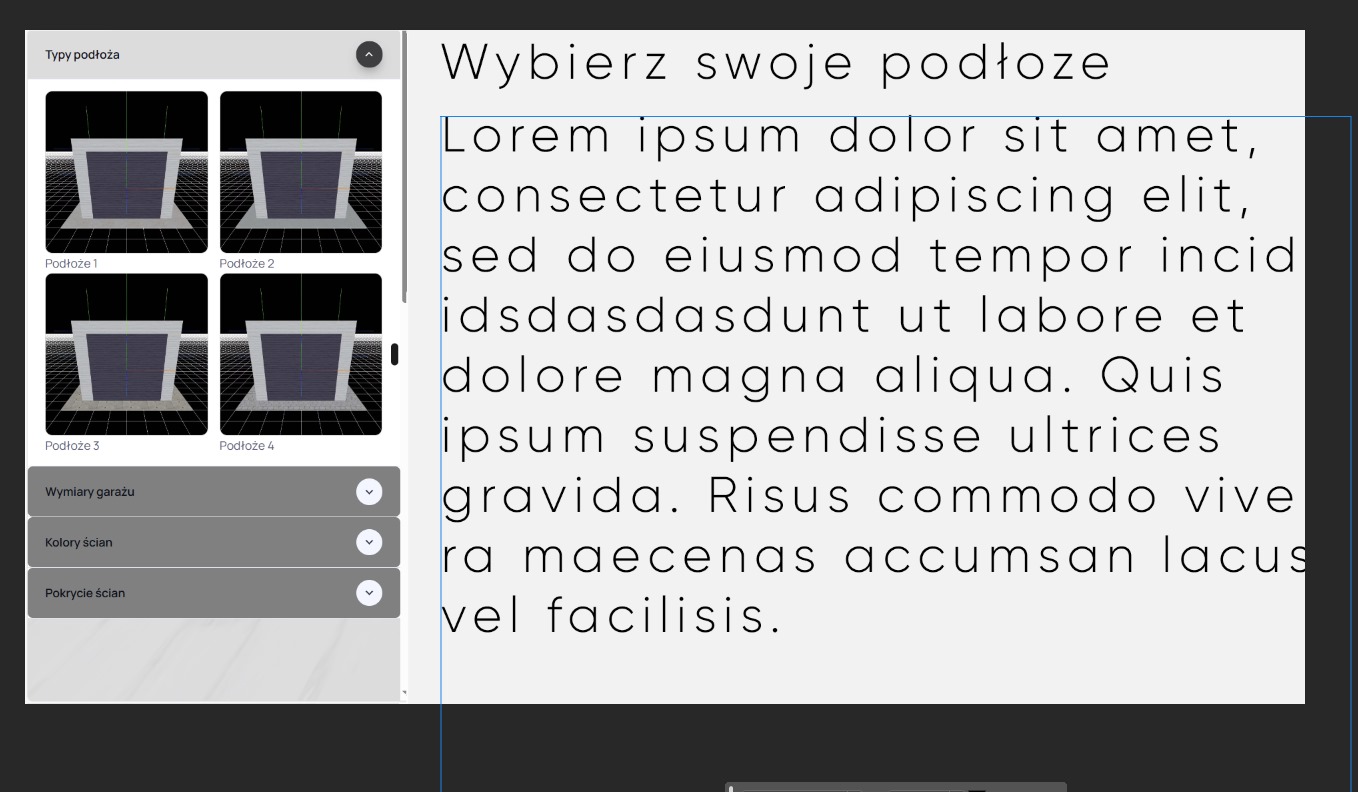 Typy podłoża
Podłoże 1
Podłoże 2
Podłoże 3
Podłoże 4
Wymiary garażu
Kolory ścian
Pokrycie ścian
Wybierz swoje podłoze
Lorem ipsum dolor sit amet,
consectetur adipiscing elit,
sed do eiusmod tempor incid
idsdasdasdunt ut labore et
dolore magna aliqua. Quis
ipsum suspendisse ultrices
gravida. Risus commodo vive
ra maecenas accumsan lacus
vel facilisis.